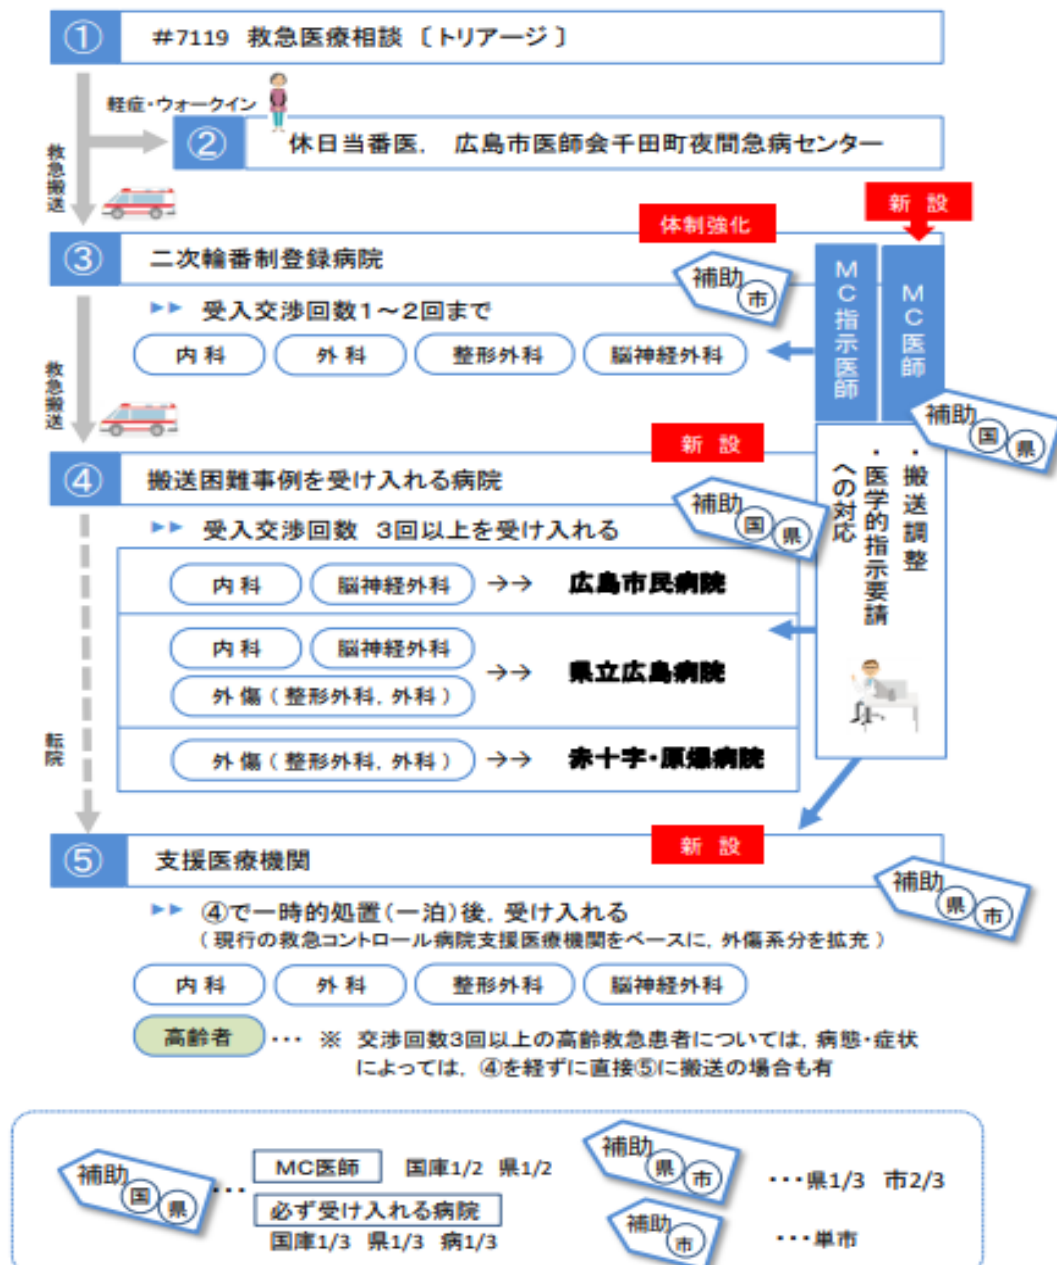 ① #7119 救急医療相談〔トリアージ〕
軽症・ウォークイン
救急搬送
② 休日当番医, 広島市医師会千田町夜間急病センター
新 設
体制強化
③ 二次輪番制登録病院
補助 市
MC指示医師
MC医師
▶▶ 受入交渉回数1～2回まで
内科 外科 整形外科 脳神経外科
救急搬送
補助 国 県
新 設
④ 搬送困難事例を受け入れる病院
補助 国 県
・搬送調整
・医学的指示要請
への対応
▶▶ 受入交渉回数 3回以上を受け入れる
内科 脳神経外科 →→ 広島市民病院
内科 脳神経外科
外傷(整形外科, 外科) →→ 県立広島病院
外傷(整形外科, 外科) →→ 赤十字・原爆病院
転院
新 設
⑤ 支援医療機関
補助 県 市
▶▶ ④で一時的処置(一泊)後, 受け入れる
(現行の救急コントロール病院支援医療機関をベースに, 外傷系分を拡充)
内科 外科 整形外科 脳神経外科
高齢者 ・・・ ※ 交渉回数3回以上の高齢救急患者については, 病態・症状
によっては, ④を経ずに直接⑤に搬送の場合も有
補助 国 県 ・・・ MC医師 国庫1/2 県1/2
必ず受け入れる病院
国庫1/3 県1/3 病1/3
補助 県 市 ・・・県1/3 市2/3
補助 市 ・・・単市